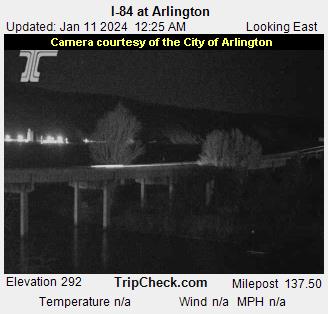 I-84 at Arlington
Updated: Jan 11 2024 12:25 AM Looking East
Camera courtesy of the City of Arlington
Elevation 292 TripCheck.com Milepost 137.50
Temperature n/a Wind n/a MPH n/a